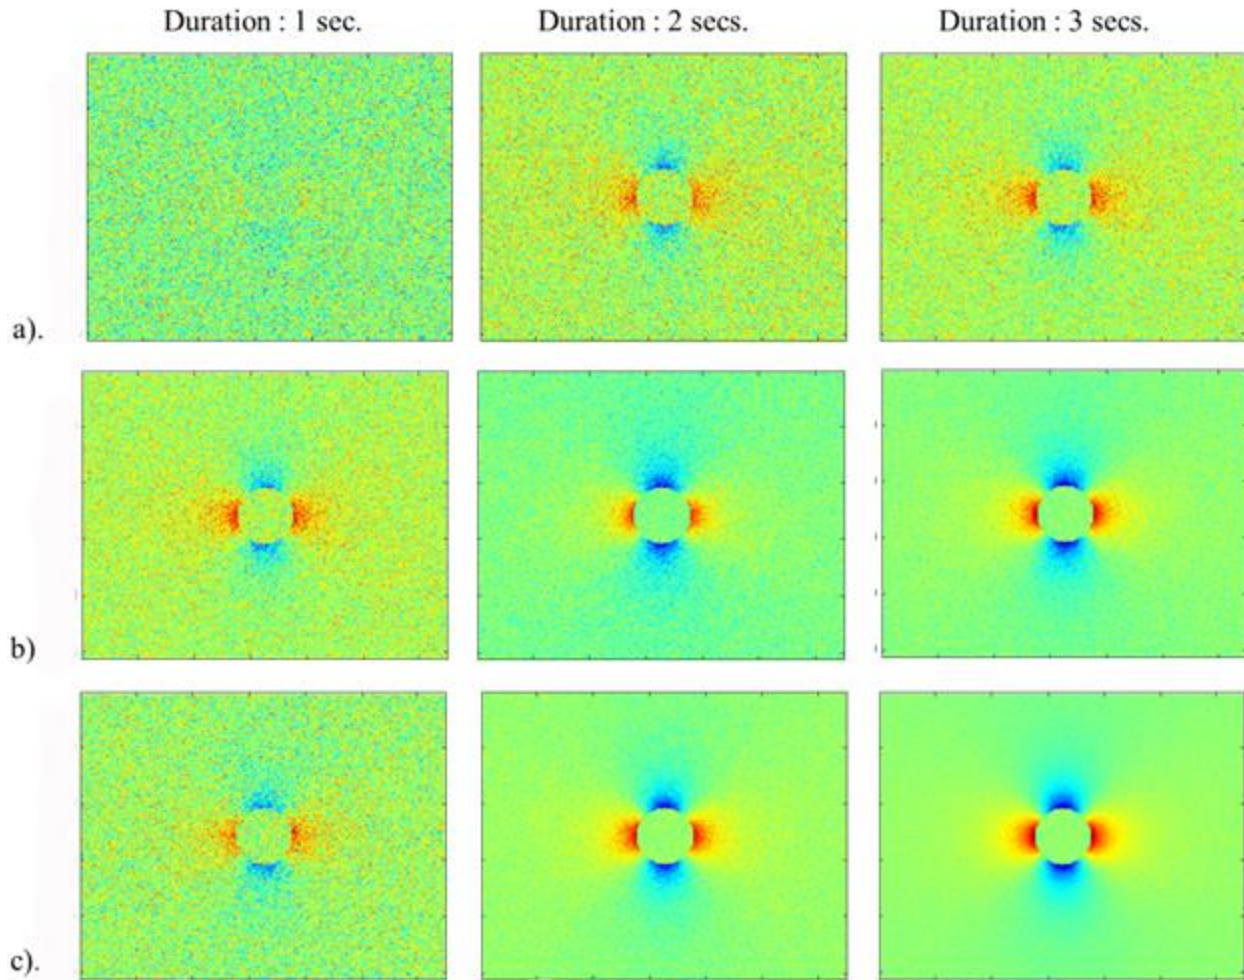 Duration : 1 sec. Duration : 2 secs. Duration : 3 secs.
a).
b)
c).